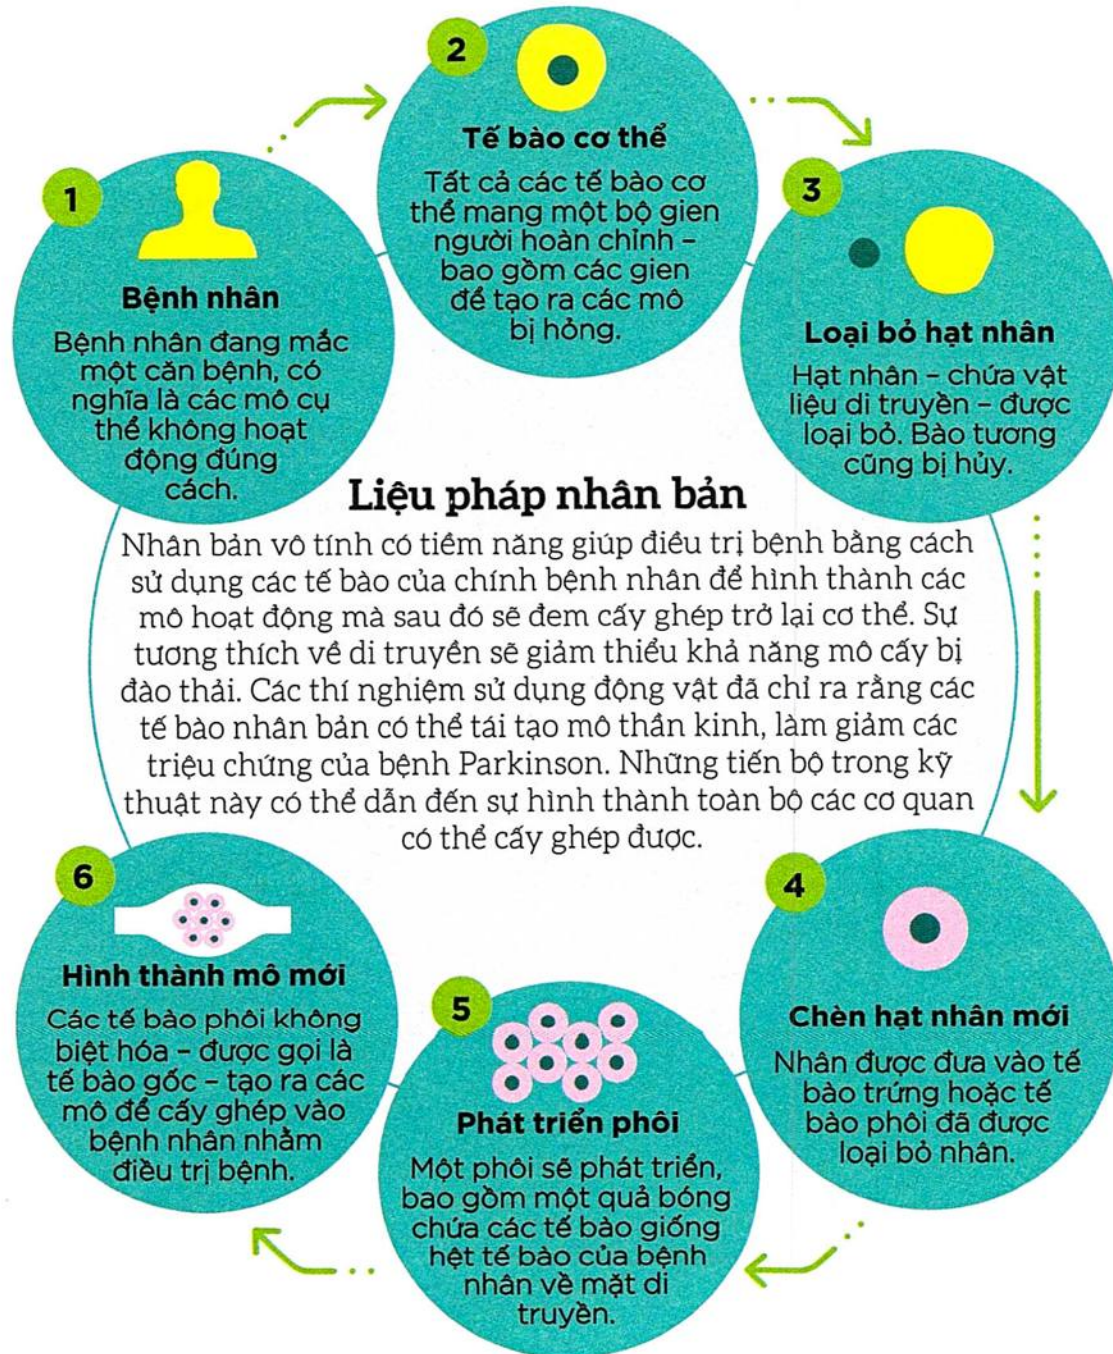 1
Bệnh nhân
Bệnh nhân đang mắc
một căn bệnh, có
nghĩa là các mô cụ
thể không hoạt
động đúng
cách.
2
Tế bào cơ thể
Tất cả các tế bào cơ
thể mang một bộ gien
người hoàn chỉnh –
bao gồm các gien
để tạo ra các mô
bị hỏng.
3
Loại bỏ hạt nhân
Hạt nhân – chứa vật
liệu di truyền – được
loại bỏ. Bào tương
cũng bị hủy.
Liệu pháp nhân bản
Nhân bản vô tính có tiềm năng giúp điều trị bệnh bằng cách
sử dụng các tế bào của chính bệnh nhân để hình thành các
mô hoạt động mà sau đó sẽ đem cấy ghép trở lại cơ thể. Sự
tương thích về di truyền sẽ giảm thiểu khả năng mô cấy bị
đào thải. Các thí nghiệm sử dụng động vật đã chỉ ra rằng các
tế bào nhân bản có thể tái tạo mô thần kinh, làm giảm các
triệu chứng của bệnh Parkinson. Những tiến bộ trong kỹ
thuật này có thể dẫn đến sự hình thành toàn bộ các cơ quan
có thể cấy ghép được.
4
Chèn hạt nhân mới
Nhân được đưa vào tế
bào trứng hoặc tế
bào phôi đã được
loại bỏ nhân.
5
Phát triển phôi
Một phôi sẽ phát triển,
bao gồm một quả bóng
chứa các tế bào giống
hệt tế bào của bệnh
nhân về mặt di
truyền.
6
Hình thành mô mới
Các tế bào phôi không
biệt hóa – được gọi là
tế bào gốc – tạo ra các
mô để cấy ghép vào
bệnh nhân nhằm
điều trị bệnh.